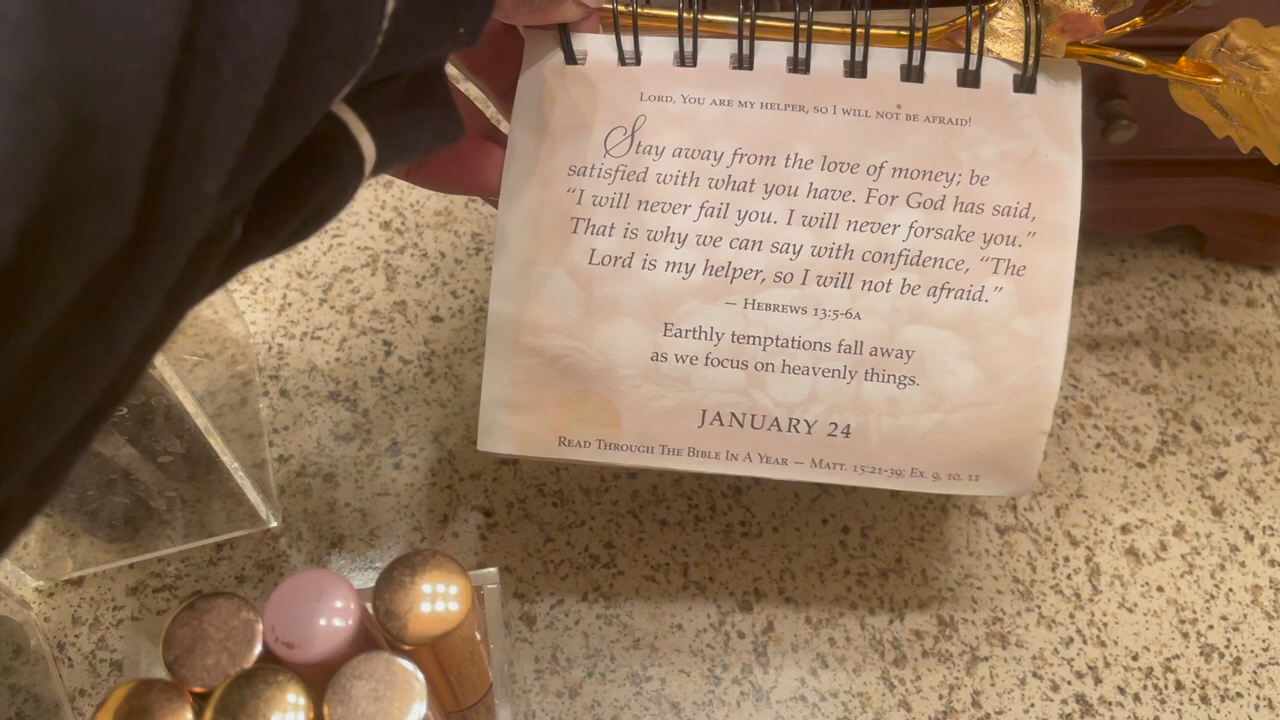 Lord, You are my helper, so I will not be afraid!
Stay away from the love of money; be
satisfied with what you have. For God has said,
“I will never fail you. I will never forsake you.”
That is why we can say with confidence, “The
Lord is my helper, so I will not be afraid.”
— Hebrews 13:5-6a
Earthly temptations fall away
as we focus on heavenly things.
JANUARY 24
Read Through The Bible In A Year — Matt. 15:21-39; Ex. 9, 10, 11